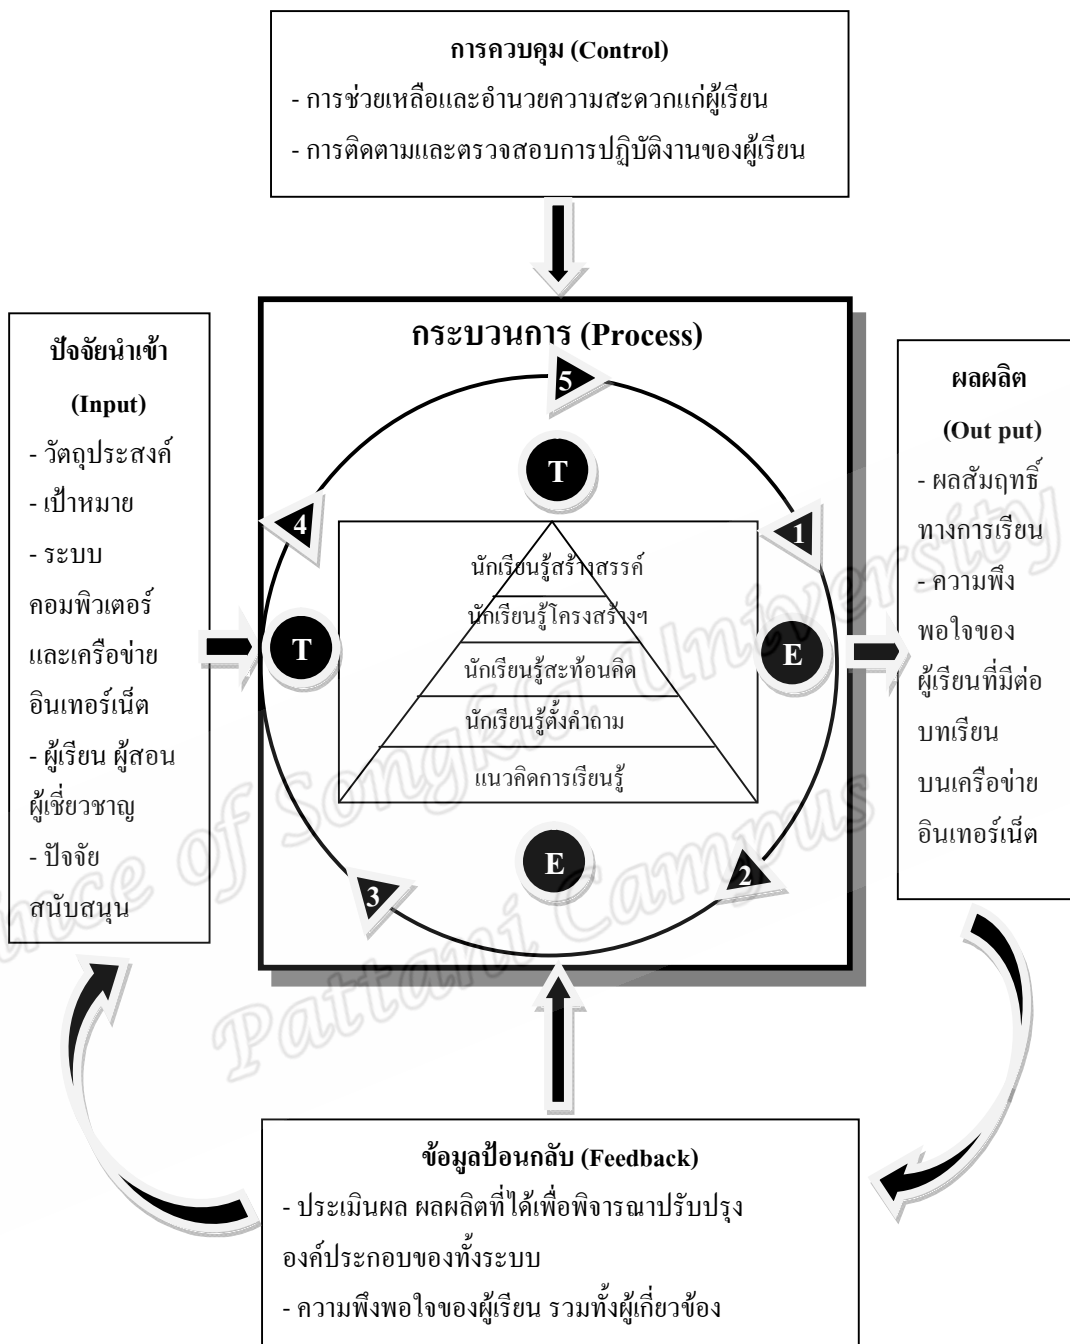 การควบคุม (Control)
- การช่วยเหลือและอำนวยความสะดวกแก่ผู้เรียน
- การติดตามและตรวจสอบการปฏิบัติงานของผู้เรียน
ปัจจัยนำเข้า
(Input)
- วัตถุประสงค์
- เป้าหมาย
- ระบบ
คอมพิวเตอร์
และเครือข่าย
อินเทอร์เน็ต
- ผู้เรียน ผู้สอน
ผู้เชี่ยวชาญ
- ปัจจัย
สนับสนุน
กระบวนการ (Process)
5
T
4
1
นักเรียนรู้สร้างสรรค์
นักเรียนรู้โครงสร้างฯ
T
E
นักเรียนรู้สะท้อนคิด
นักเรียนรู้ตั้งคำถาม
แนวคิดการเรียนรู้
E
3
2
ผลผลิต
(Out put)
- ผลสัมฤทธิ์
ทางการเรียน
- ความพึง
พอใจของ
ผู้เรียนที่มีต่อ
บทเรียน
บนเครือข่าย
อินเทอร์เน็ต
ข้อมูลป้อนกลับ (Feedback)
- ประเมินผล ผลผลิตที่ได้เพื่อพิจารณาปรับปรุง
องค์ประกอบของทั้งระบบ
- ความพึงพอใจของผู้เรียน รวมทั้งผู้เกี่ยวข้อง
of Songkla University
Pattani Campus